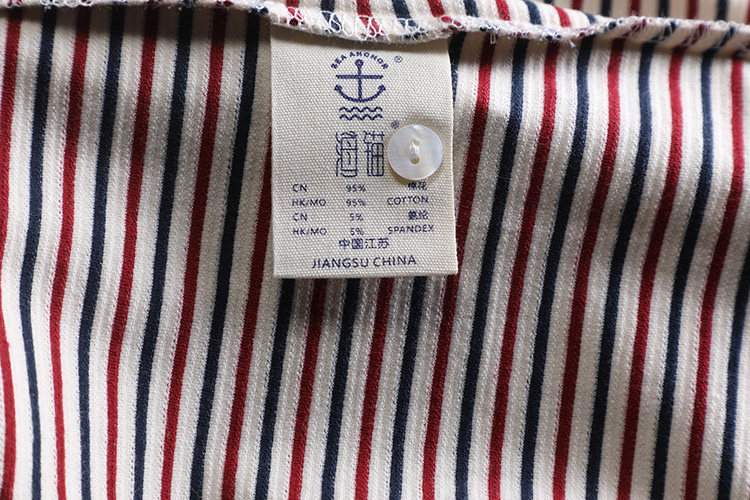 SEA ANCHOR ®
海锚 ®
CN 95% 棉花
HK/MO 95% COTTON
CN 5% 氨纶
HK/MO 5% SPANDEX
中国江苏
JIANGSU CHINA